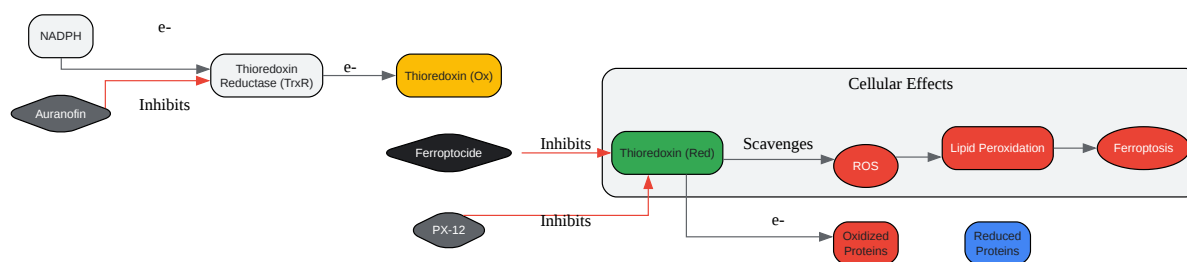 NADPH
e-
Auranofin
Inhibits
Thioredoxin
Reductase (TrxR)
e-
Thioredoxin (Ox)
Cellular Effects
Ferroptocide
Inhibits
Thioredoxin (Red)
Scavenges
ROS
Lipid Peroxidation
Ferroptosis
PX-12
Inhibits
e-
Oxidized
Proteins
Reduced
Proteins